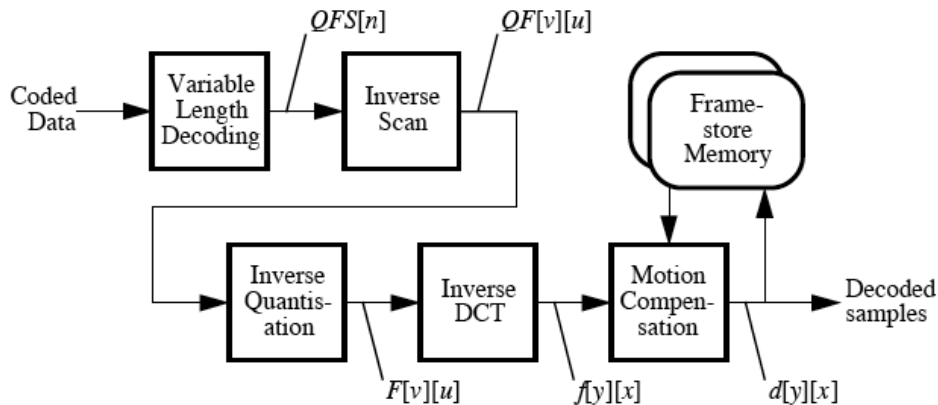 QFS[n]
QF[v][u]
Coded
Data
Variable
Length
Decoding
Inverse
Scan
Frame-
store
Memory
Inverse
Quantis-
ation
Inverse
DCT
Motion
Compen-
sation
Decoded
samples
F[v][u]
f[y][x]
d[y][x]